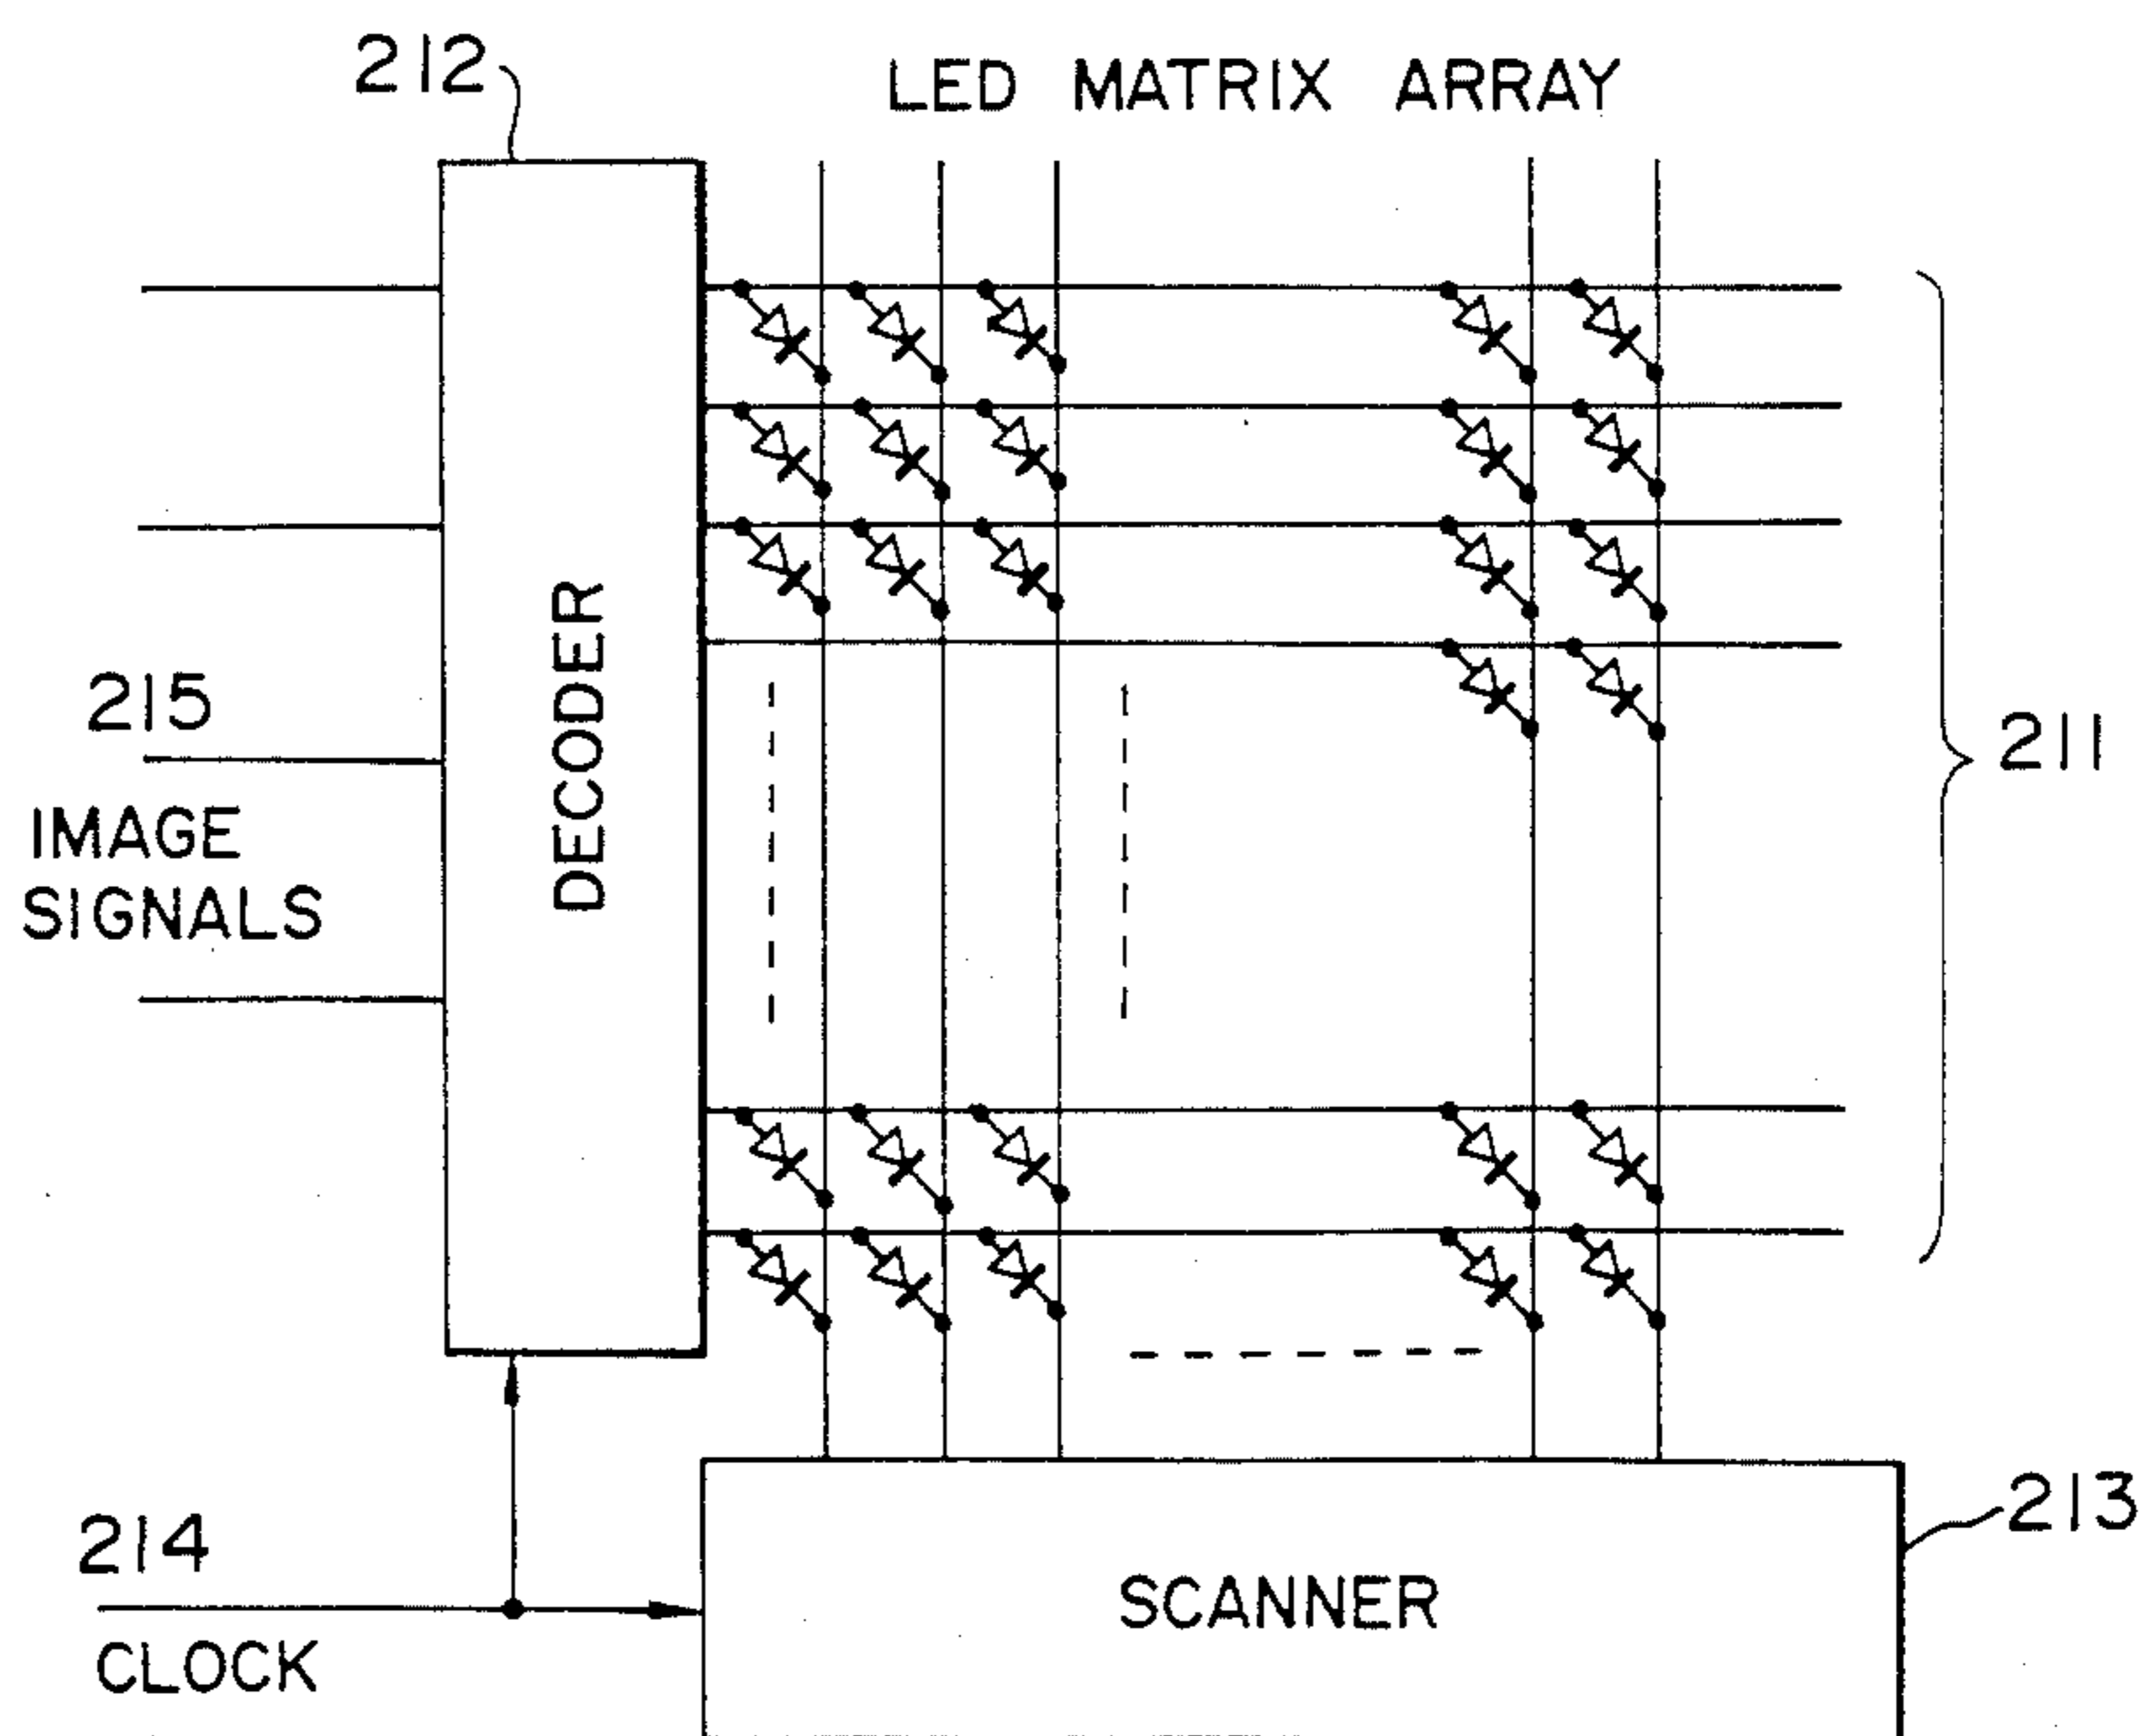 212
LED MATRIX ARRAY
DECODER
215
IMAGE
SIGNALS
211
214
CLOCK
SCANNER
213